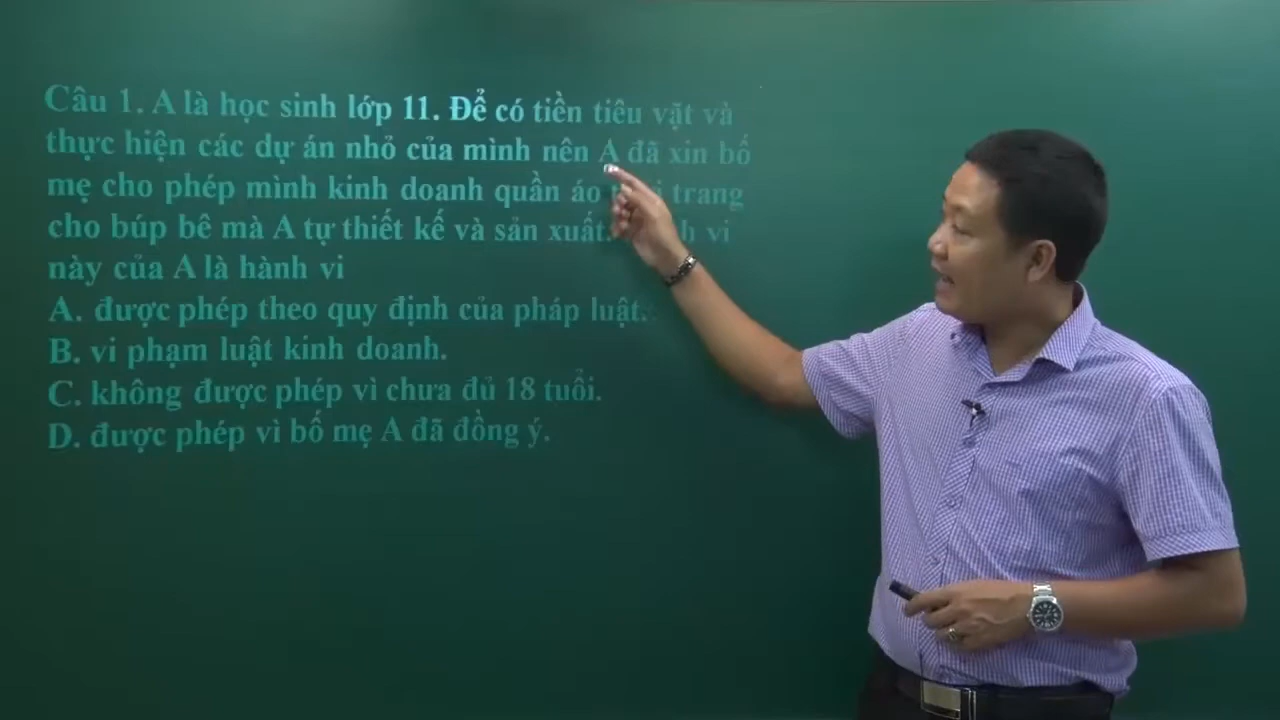 Câu 1. A là học sinh lớp 11. Để có tiền tiêu vặt và
thực hiện các dự án nhỏ của mình nên A đã xin bố
mẹ cho phép mình kinh doanh quần áo trang
cho búp bê mà A tự thiết kế và sản xuất. vi
này của A là hành vi
A. được phép theo quy định của pháp luật.
B. vi phạm luật kinh doanh.
C. không được phép vì chưa đủ 18 tuổi.
D. được phép vì bố mẹ A đã đồng ý.